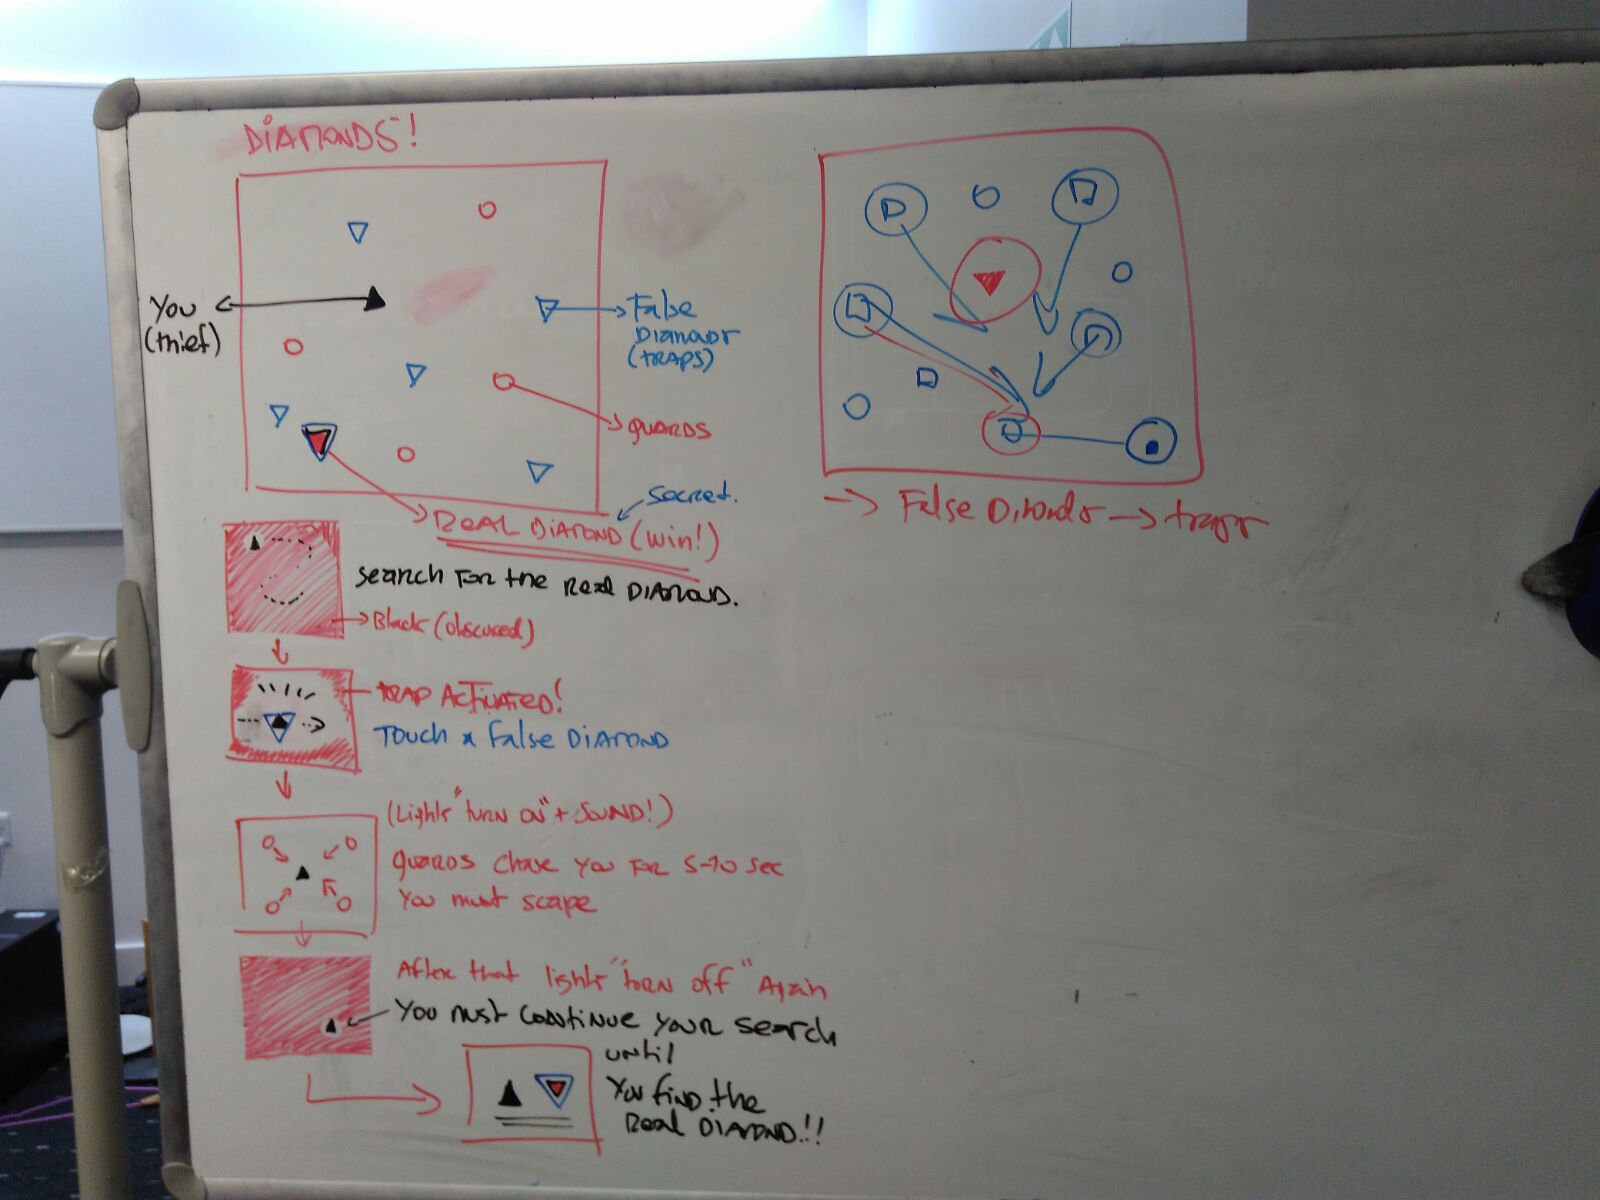 DIAMONDS!
You
(thief)
False
DIAMONDS
(TRAPS)
GUARDS
secret.
REAL DIAMOND (win!)
SEARCH FOR the REAL DIAMOND.
Black (obscured)
TRAP ACTIVATED!
TOUCH a False DIAMOND
(Lights "turn on" + SOUND!)
GUARDS chase you for 5-10 sec
You must scape
After that lights "turn off" Again
You must continue your search
until
You find the
Real DIAMOND!!
→ False